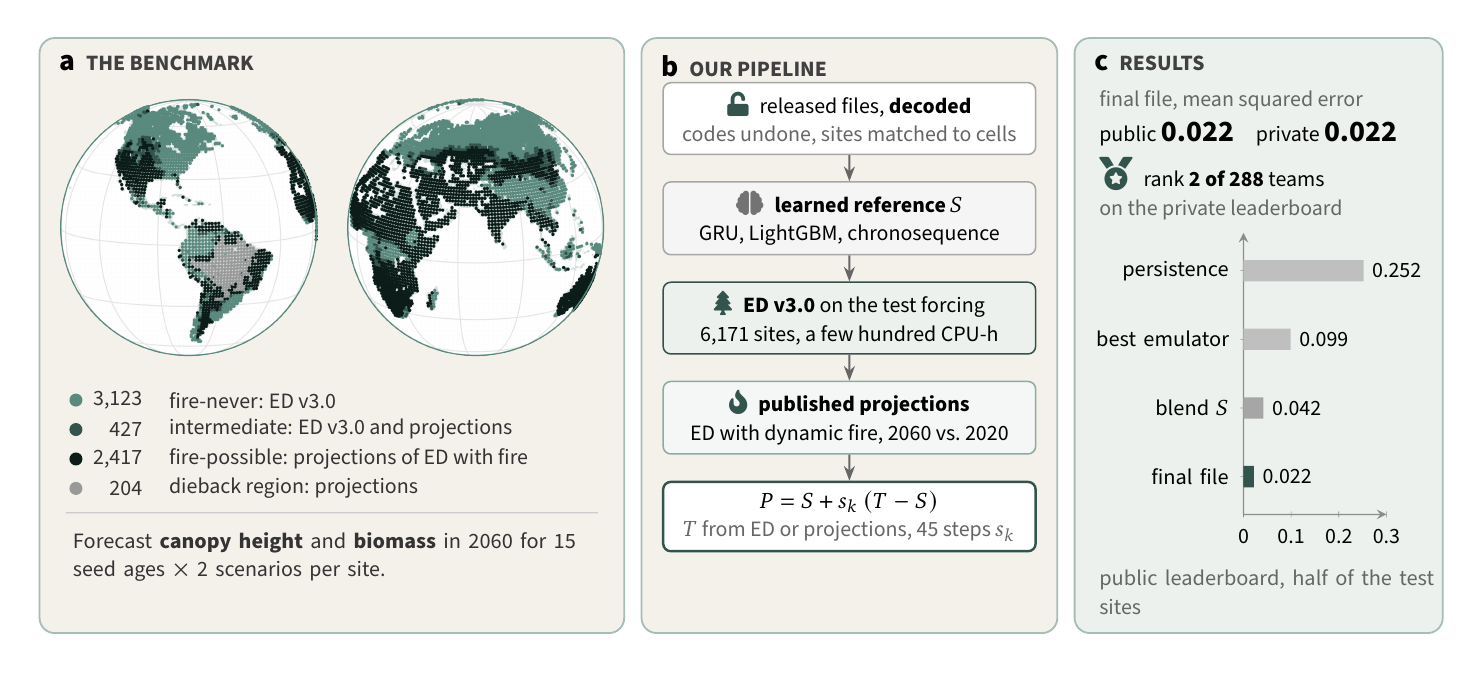 a THE BENCHMARK
3,123 fire-never: ED v3.0
427 intermediate: ED v3.0 and projections
2,417 fire-possible: projections of ED with fire
204 dieback region: projections
Forecast canopy height and biomass in 2060 for 15
seed ages × 2 scenarios per site.
b OUR PIPELINE
released files, decoded
codes undone, sites matched to cells
learned reference S
GRU, LightGBM, chronosequence
ED v3.0 on the test forcing
6,171 sites, a few hundred CPU-h
published projections
ED with dynamic fire, 2060 vs. 2020
P = S + s_k (T − S)
T from ED or projections, 45 steps s_k
c RESULTS
final file, mean squared error
public 0.022 private 0.022
rank 2 of 288 teams
on the private leaderboard
persistence 0.252
best emulator 0.099
blend S 0.042
final file 0.022
0 0.1 0.2 0.3
public leaderboard, half of the test
sites